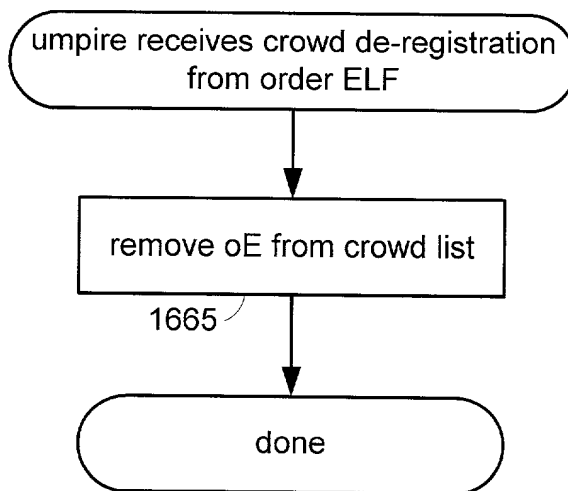 umpire receives crowd de-registration
from order ELF
remove oE from crowd list
1665
done